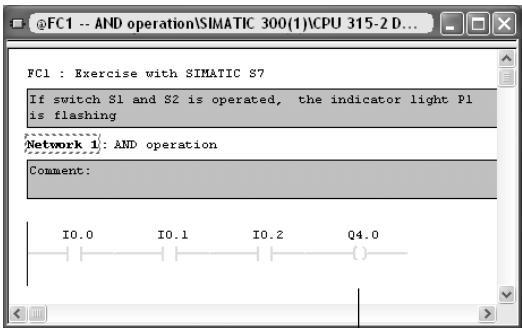 @FC1 -- AND operation\SIMATIC 300(1)\CPU 315-2 D...
FC1 : Exercise with SIMATIC S7
If switch S1 and S2 is operated, the indicator light P1
is flashing
Network 1: AND operation
Comment:
I0.0 I0.1 I0.2 Q4.0